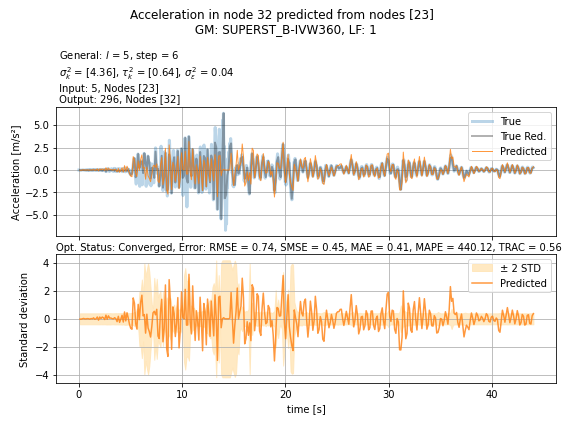 Acceleration in node 32 predicted from nodes [23]
GM: SUPERST_B-IVW360, LF: 1
General: l = 5, step = 6
σ²ₖ = [4.36], τ²ₖ = [0.64], σ²ₑ = 0.04
Input: 5, Nodes [23]
Output: 296, Nodes [32]
True
True Red.
Predicted
Acceleration [m/s²]
5.0
2.5
0.0
−2.5
−5.0
Opt. Status: Converged, Error: RMSE = 0.74, SMSE = 0.45, MAE = 0.41, MAPE = 440.12, TRAC = 0.56
± 2 STD
Predicted
Standard deviation
4
2
0
−2
−4
0 10 20 30 40
time [s]